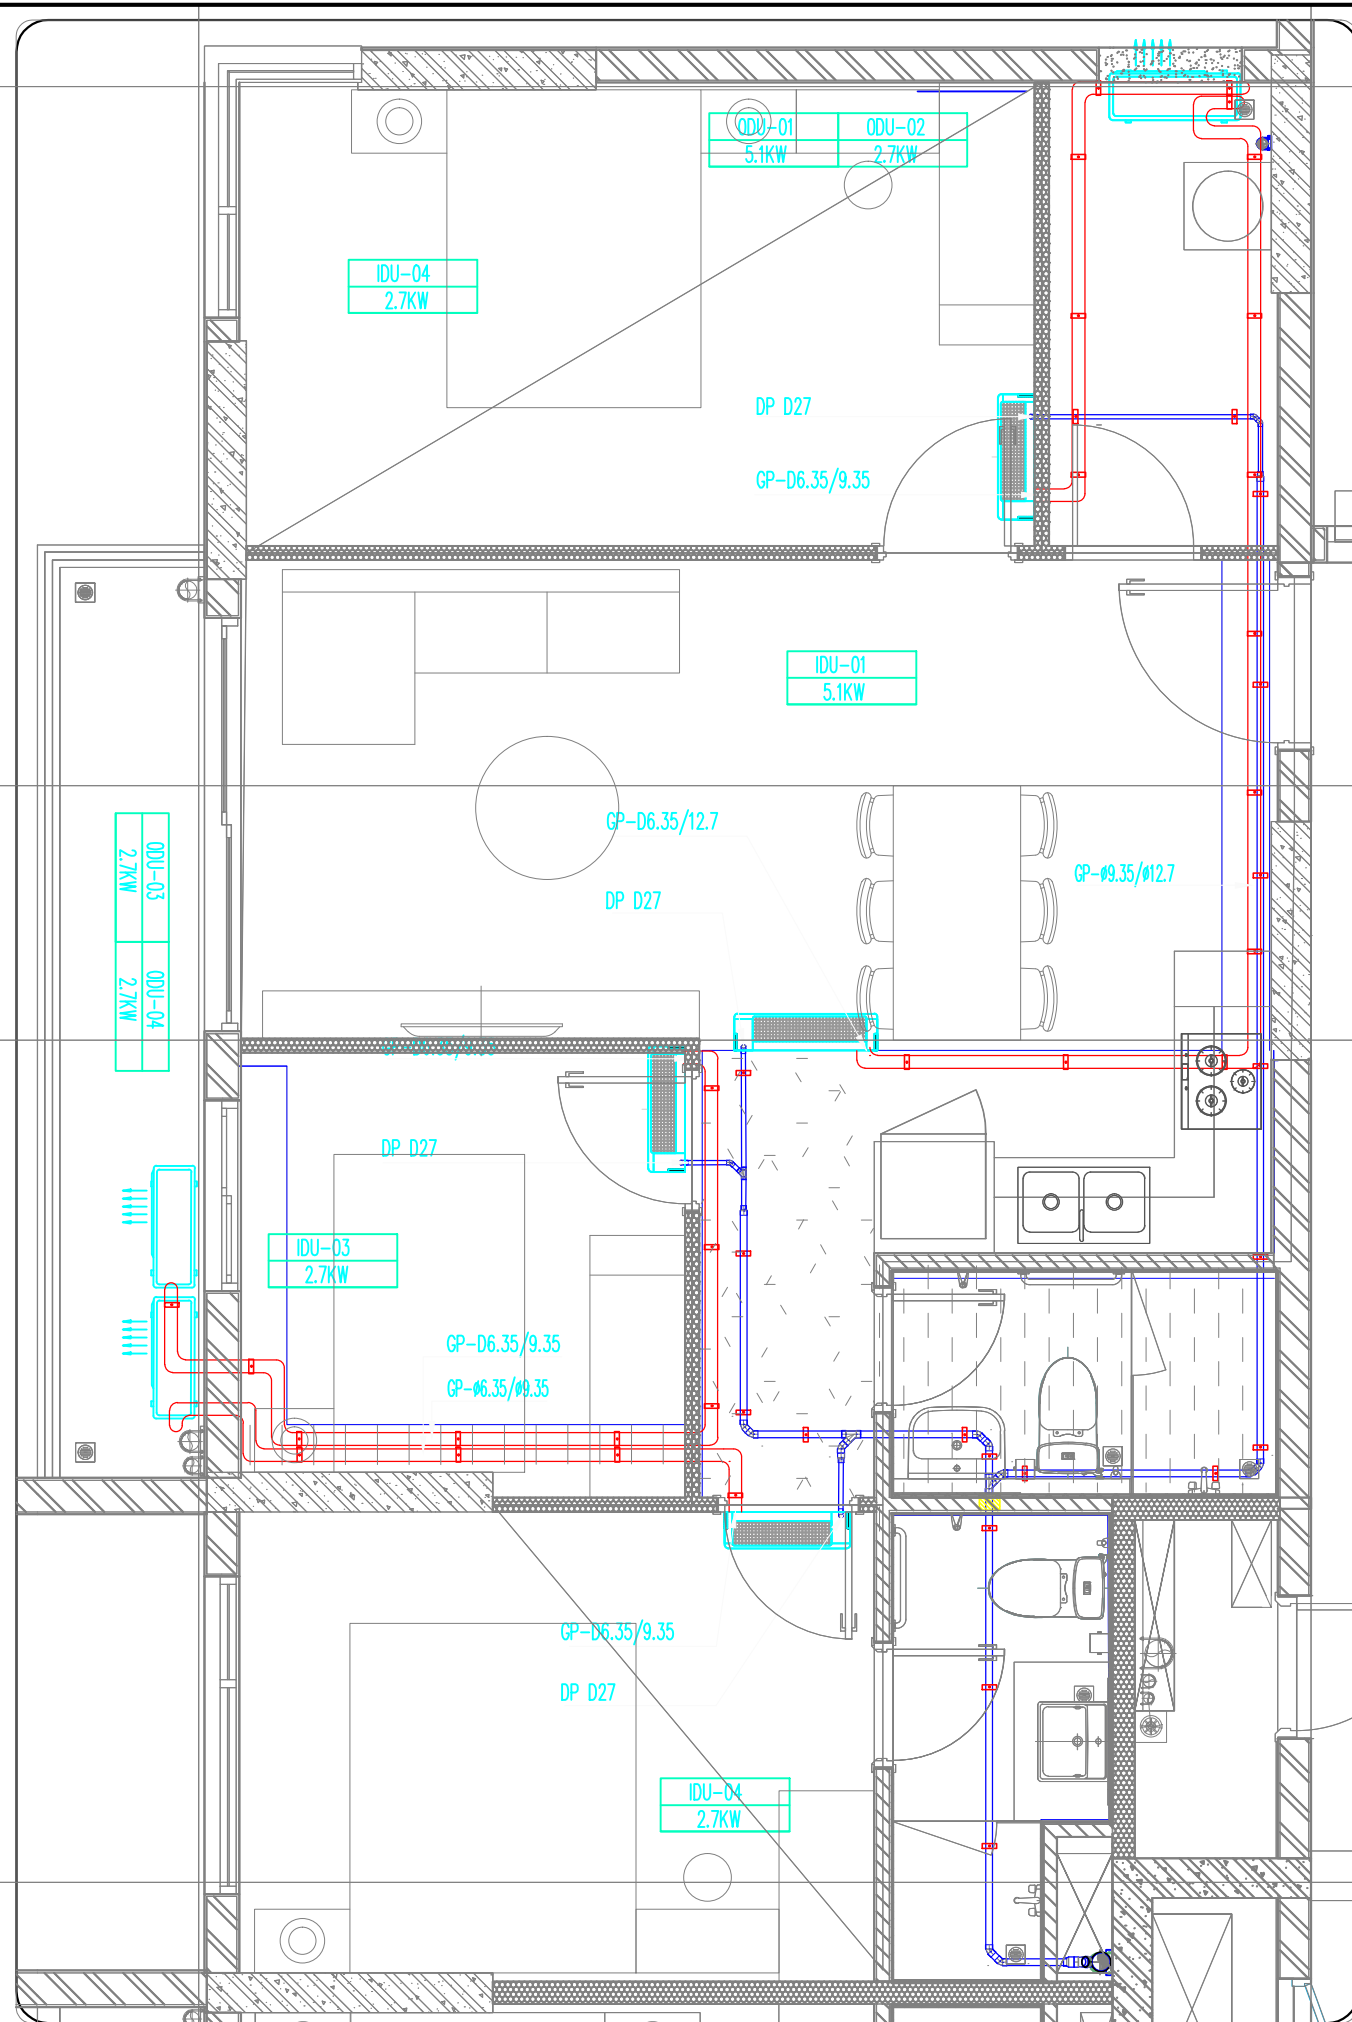 ODU-01
ODU-02
5.1KW
2.7KW
IDU-04
2.7KW
DP D27
GP-D6.35/9.35
IDU-01
5.1KW
GP-D6.35/12.7
DP D27
GP-ø9.35/ø12.7
ODU-03
ODU-04
2.7KW
2.7KW
DP D27
IDU-03
2.7KW
GP-D6.35/9.35
GP-ø6.35/ø9.35
GP-D6.35/9.35
DP D27
IDU-04
2.7KW